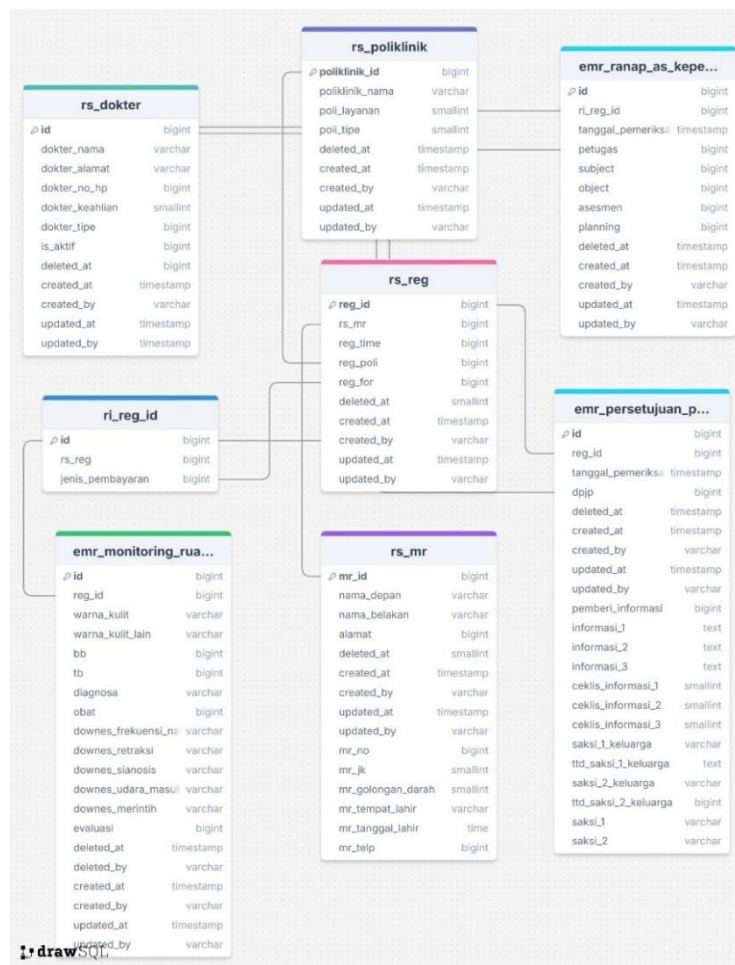 rs_dokter
id bigint
dokter_nama varchar
dokter_alamat varchar
dokter_no_hp bigint
dokter_keahlian smallint
dokter_tipe bigint
is_aktif bigint
deleted_at bigint
created_at timestamp
created_by varchar
updated_at timestamp
updated_by timestamp
rs_poliklinik
poliklinik_id bigint
poliklinik_nama varchar
poli_layanan smallint
poli_tipe smallint
deleted_at timestamp
created_at timestamp
created_by varchar
updated_at timestamp
updated_by varchar
emr_ranap_as_kepe...
id bigint
ri_reg_id bigint
tanggal_pemeriksa timestamp
petugas bigint
subject bigint
object bigint
asesmen bigint
planning bigint
deleted_at timestamp
created_at timestamp
created_by varchar
updated_at timestamp
updated_by varchar
rs_reg
reg_id bigint
rs_mr bigint
reg_time bigint
reg_poli bigint
reg_for bigint
deleted_at smallint
created_at timestamp
created_by varchar
updated_at timestamp
updated_by varchar
ri_reg_id
id bigint
rs_reg bigint
jenis_pembayaran bigint
emr_persetujuan_p...
id bigint
reg_id bigint
tanggal_pemeriksa timestamp
dpjp bigint
deleted_at timestamp
created_at timestamp
created_by varchar
updated_at timestamp
updated_by varchar
pemberi_informasi bigint
informasi_1 text
informasi_2 text
informasi_3 text
ceklis_informasi_1 smallint
ceklis_informasi_2 smallint
ceklis_informasi_3 smallint
saksi_1_keluarga varchar
ttd_saksi_1_keluarga text
saksi_2_keluarga varchar
ttd_saksi_2_keluarga bigint
saksi_1 varchar
saksi_2 varchar
emr_monitoring_rua...
id bigint
reg_id bigint
warna_kulit varchar
warna_kulit_lain varchar
bb bigint
tb bigint
diagnosa varchar
obat bigint
downes_frekuensi_na varchar
downes_retraksi varchar
downes_sianosis varchar
downes_udara_masu varchar
downes_merintih varchar
evaluasi bigint
deleted_at timestamp
deleted_by varchar
created_at timestamp
created_by varchar
updated_at timestamp
updated_by varchar
rs_mr
mr_id bigint
nama_depan varchar
nama_belakan varchar
alamat bigint
deleted_at smallint
created_at timestamp
created_by varchar
updated_at timestamp
updated_by varchar
mr_no bigint
mr_jk smallint
mr_golongan_darah smallint
mr_tempat_lahir varchar
mr_tanggal_lahir time
mr_telp bigint
drawSQL